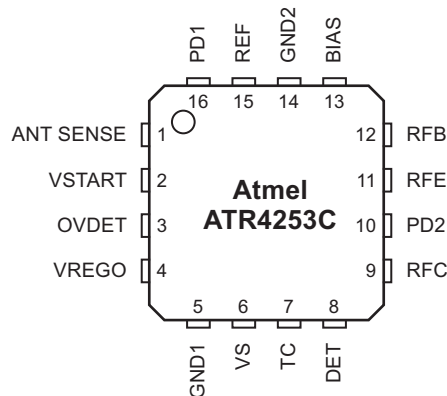 PD1 REF GND2 BIAS
16 15 14 13
ANT SENSE 1 12 RFB
VSTART 2 11 RFE
OVDET 3 10 PD2
VREGO 4 9 RFC
Atmel
ATR4253C
5 6 7 8
GND1 VS TC DET